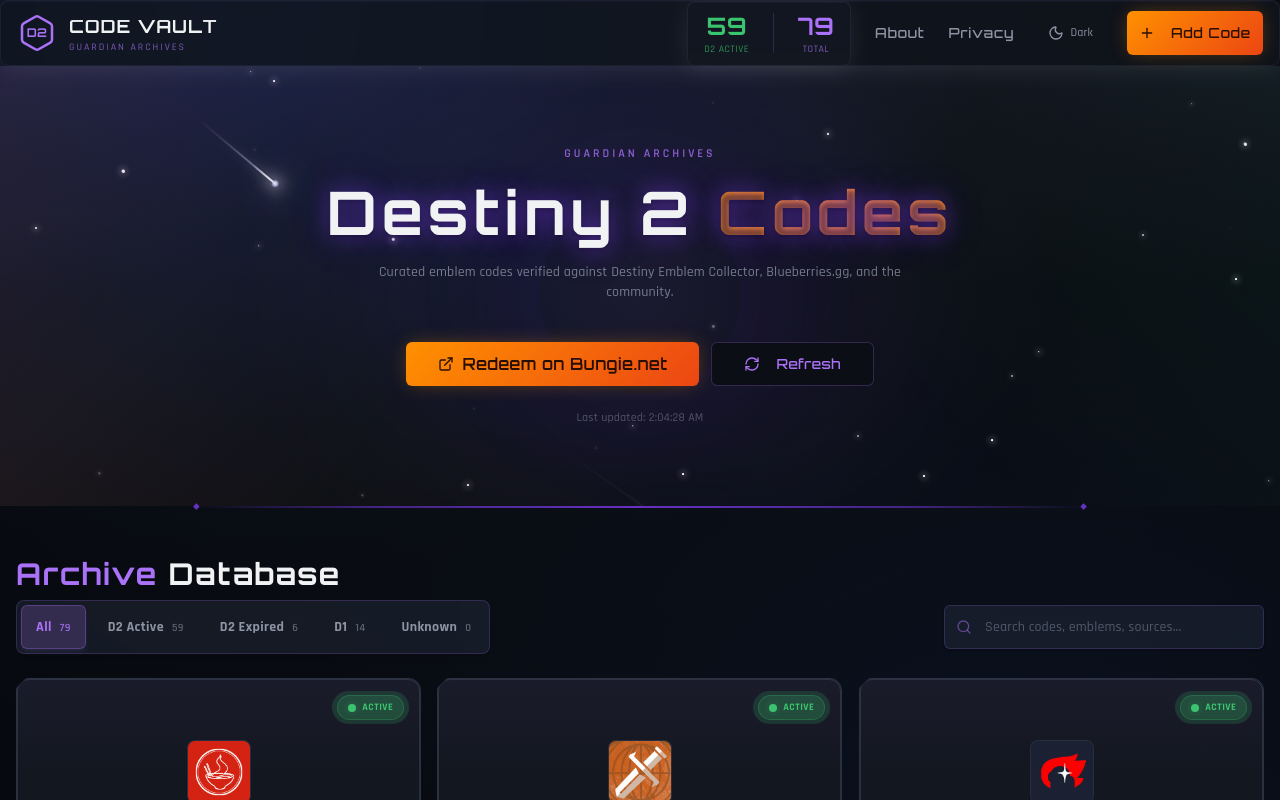 D2
CODE VAULT
GUARDIAN ARCHIVES
59
D2 ACTIVE
79
TOTAL
About
Privacy
Dark
+ Add Code
GUARDIAN ARCHIVES
Destiny 2 Codes
Curated emblem codes verified against Destiny Emblem Collector, Blueberries.gg, and the
community.
Redeem on Bungie.net
Refresh
Last updated: 2:04:28 AM
Archive Database
All 79
D2 Active 59
D2 Expired 6
D1 14
Unknown 0
Search codes, emblems, sources...
ACTIVE
ACTIVE
ACTIVE